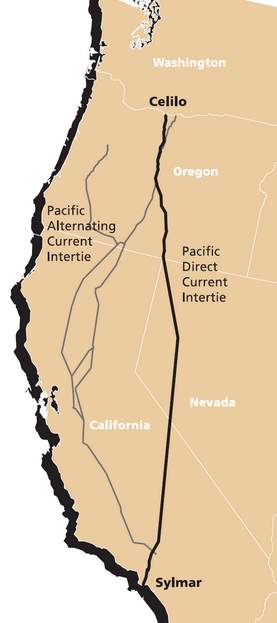 Washington
Celilo
Oregon
Pacific
Alternating
Current
Intertie
Pacific
Direct
Current
Intertie
Nevada
California
Sylmar